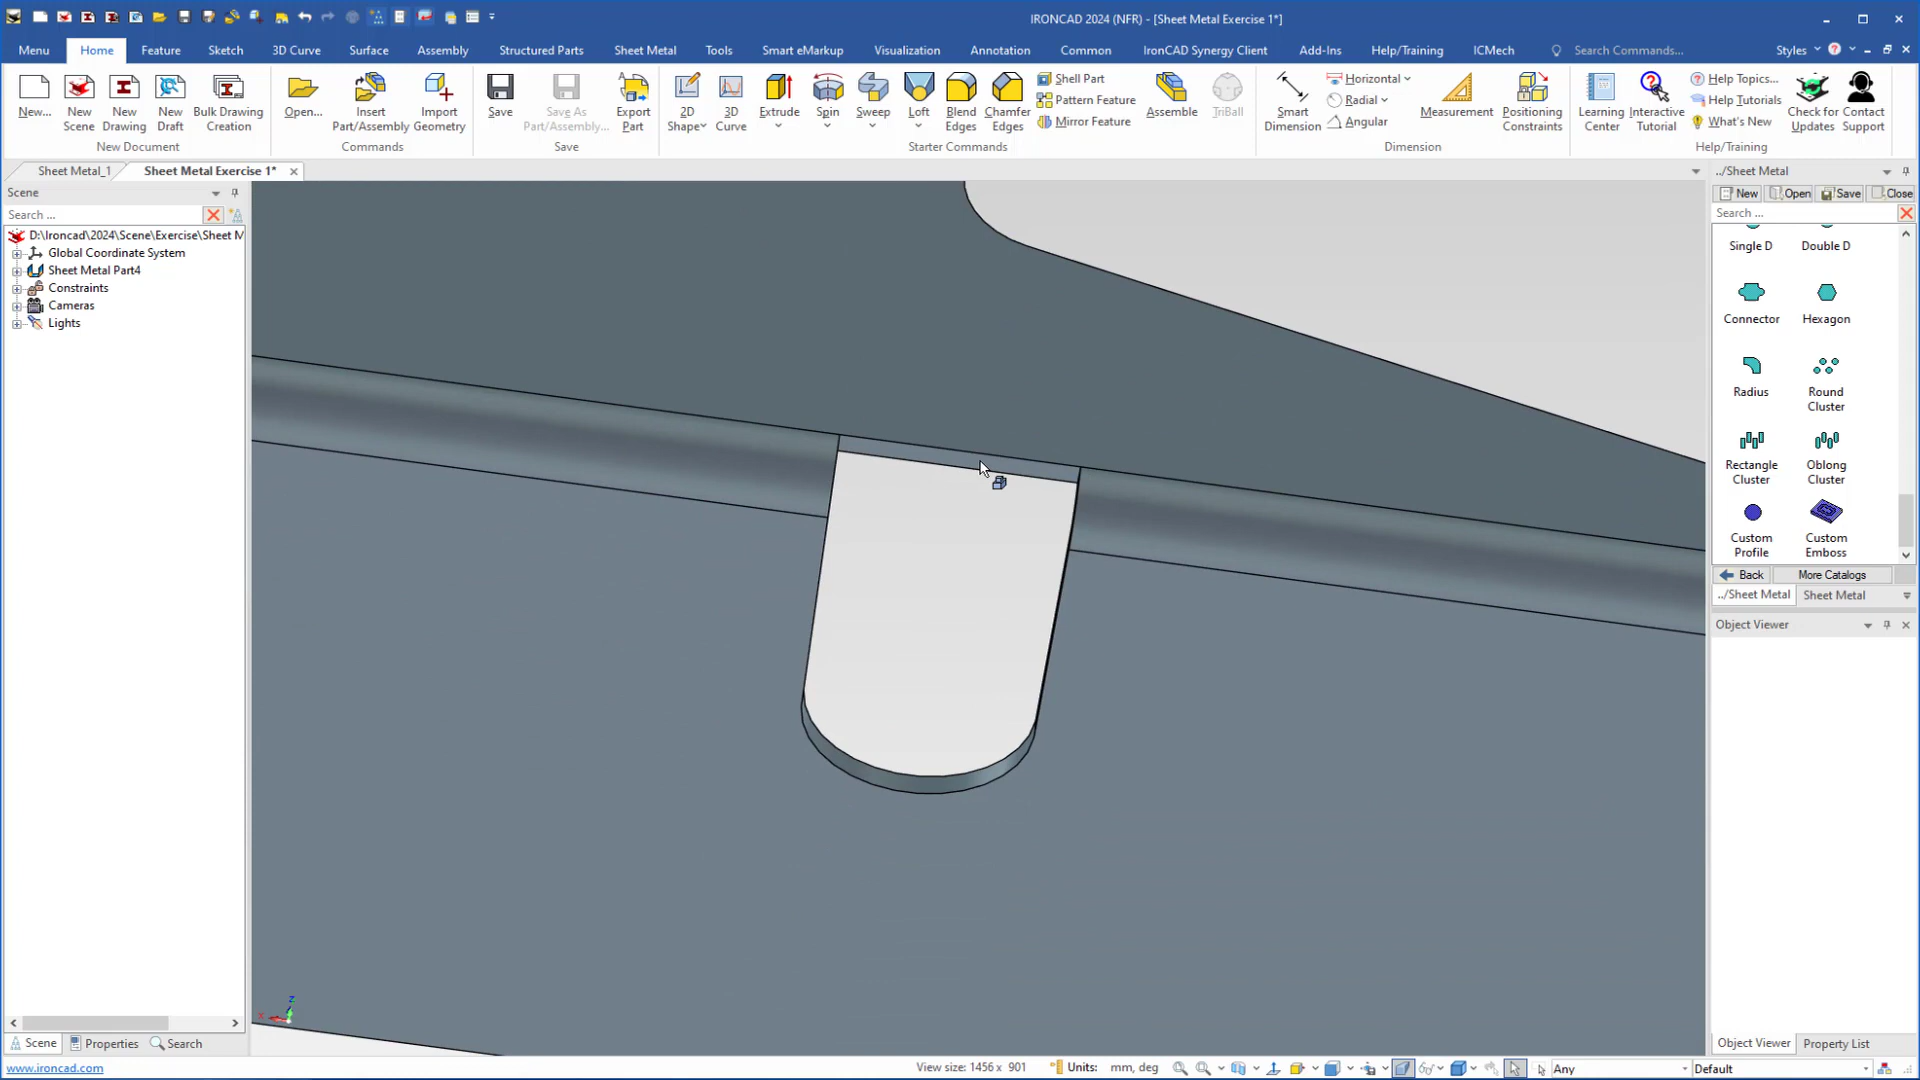 IRONCAD 2024 (NFR) - [Sheet Metal Exercise 1*]
Menu Home Feature Sketch 3D Curve Surface Assembly Structured Parts Sheet Metal Tools Smart eMarkup Visualization Annotation Common IronCAD Synergy Client Add-Ins Help/Training ICMech Search Commands... Styles
New...
New Scene
New Drawing
New Draft
Bulk Drawing Creation
New Document
Open...
Insert Part/Assembly
Import Geometry
Commands
Save
Save As Part/Assembly...
Export Part
Save
2D Shape
3D Curve
Extrude
Spin
Sweep
Loft
Blend Edges
Chamfer Edges
Shell Part
Pattern Feature
Mirror Feature
Assemble
TriBall
Starter Commands
Smart Dimension
Horizontal
Radial
Angular
Measurement
Positioning Constraints
Dimension
Learning Center
Interactive Tutorial
Help Topics...
Help Tutorials
What's New
Check for Updates
Contact Support
Help/Training
Sheet Metal_1 Sheet Metal Exercise 1*
Scene
Search ...
D:\Ironcad\2024\Scene\Exercise\Sheet M
Global Coordinate System
Sheet Metal Part4
Constraints
Cameras
Lights
z
x
Scene Properties Search
../Sheet Metal
New Open Save Close
Search ...
Single D Double D
Connector Hexagon
Radius Round Cluster
Rectangle Cluster Oblong Cluster
Custom Profile Custom Emboss
Back More Catalogs
../Sheet Metal Sheet Metal
Object Viewer
Object Viewer Property List
www.ironcad.com View size: 1456 x 901 Units: mm, deg Any Default